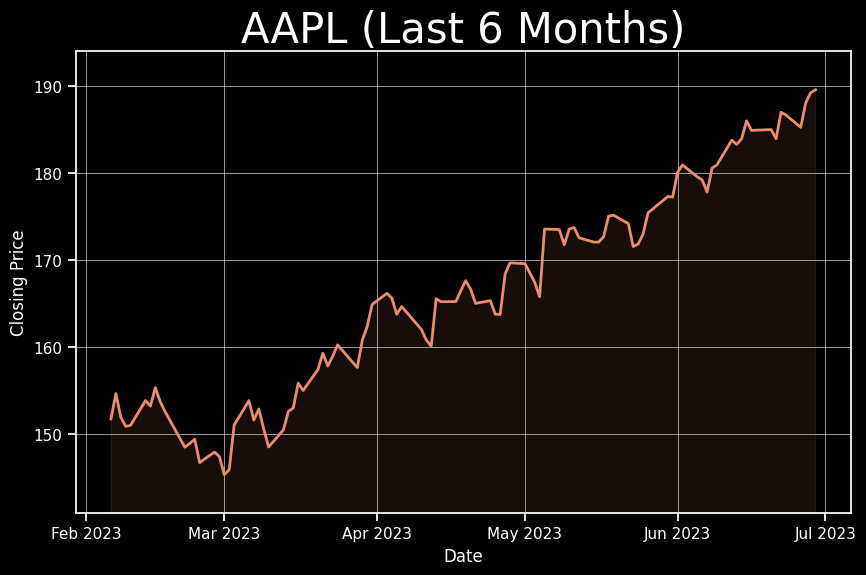 AAPL (Last 6 Months)
190
180
170
160
150
Closing Price
Feb 2023 Mar 2023 Apr 2023 May 2023 Jun 2023 Jul 2023
Date